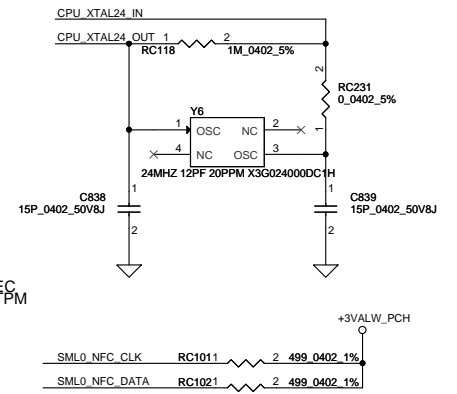 CPU_XTAL24_IN
CPU_XTAL24_OUT 1 2
RC118 1M_0402_5%
2
RC231
0_0402_5%
1
Y6
1 OSC NC 2
4 NC OSC 3
24MHZ 12PF 20PPM X3G024000DC1H
C838 1
15P_0402_50V8J
2
1 C839
15P_0402_50V8J
2
EC
TPM
+3VALW_PCH
SML0_NFC_CLK RC1011 2 499_0402_1%
SML0_NFC_DATA RC1021 2 499_0402_1%